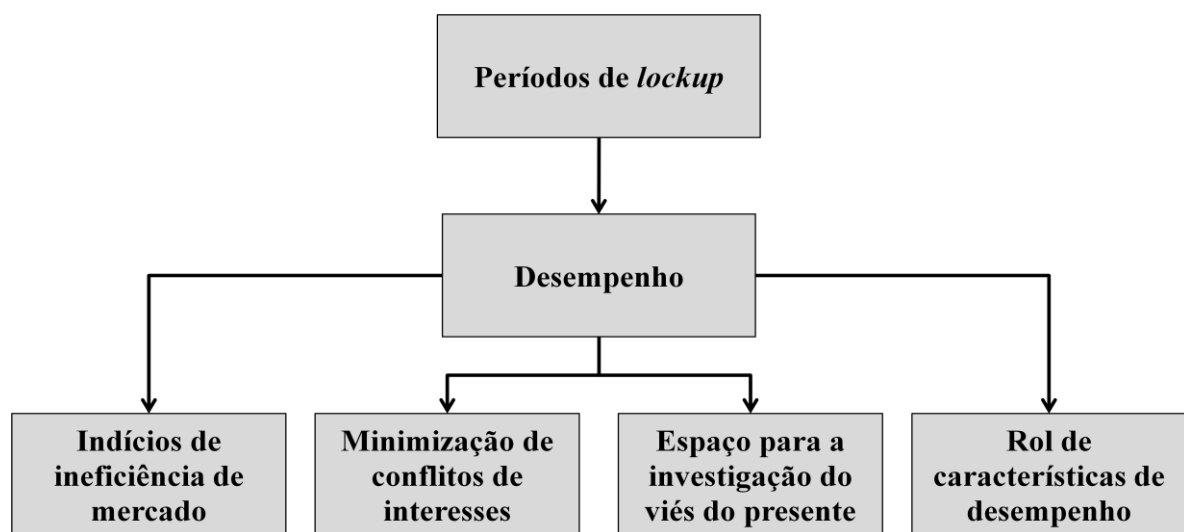 Períodos de lockup
Desempenho
Indícios de
ineficiência de
mercado
Minimização de
conflitos de
interesses
Espaço para a
investigação do
viés do presente
Rol de
características de
desempenho